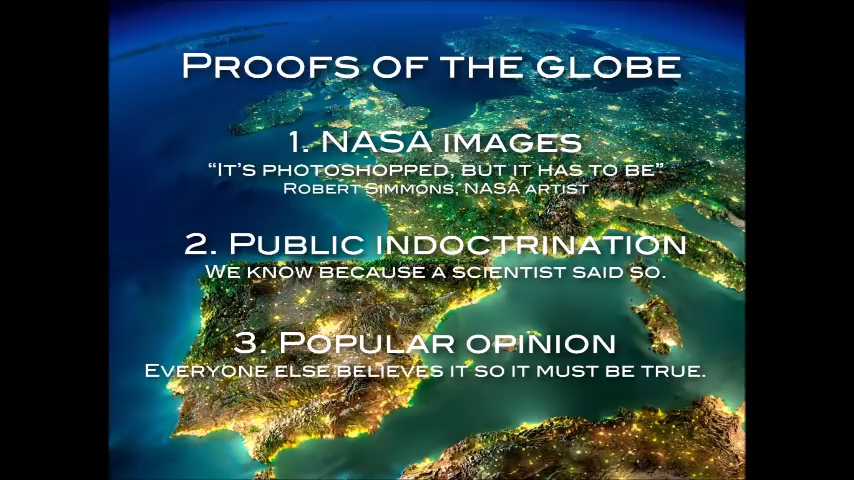 PROOFS OF THE GLOBE
1. NASA IMAGES
"IT'S PHOTOSHOPPED, BUT IT HAS TO BE"
ROBERT SIMMONS, NASA ARTIST
2. PUBLIC INDOCTRINATION
WE KNOW BECAUSE A SCIENTIST SAID SO.
3. POPULAR OPINION
EVERYONE ELSE BELIEVES IT SO IT MUST BE TRUE.